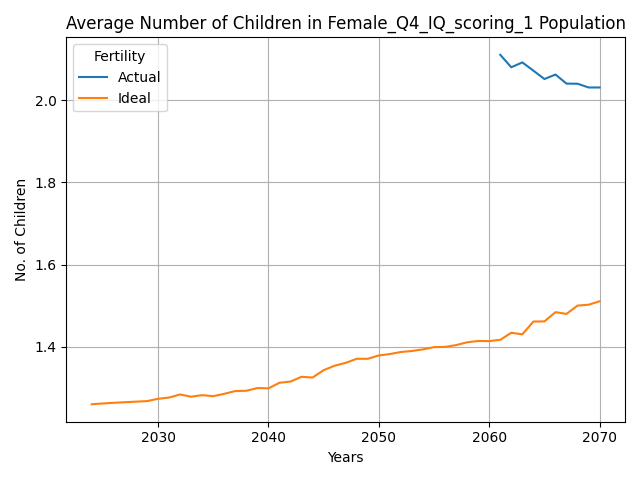 Average Number of Children in Female_Q4_IQ_scoring_1 Population
Fertility
Actual
Ideal
No. of Children
2.0
1.8
1.6
1.4
2030
2040
2050
2060
2070
Years